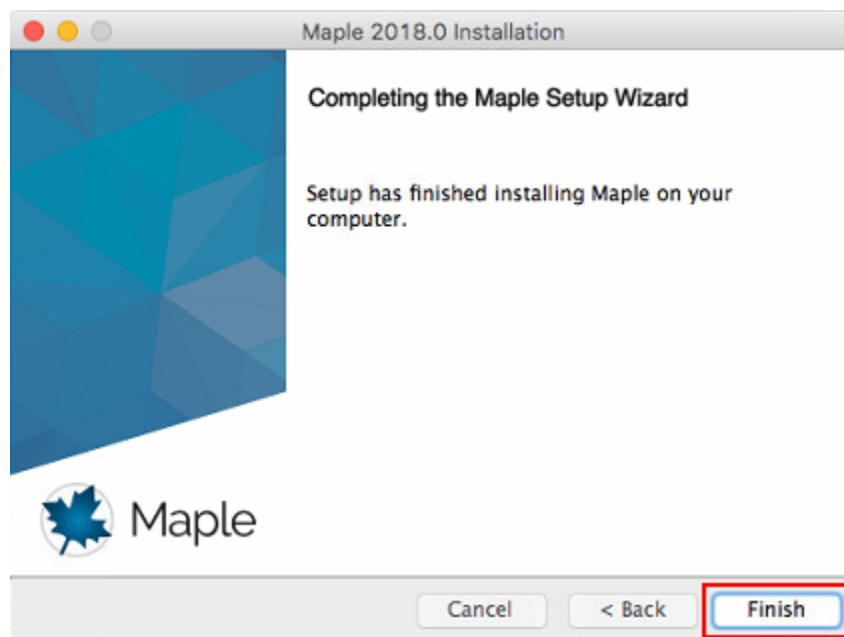 Maple 2018.0 Installation
Completing the Maple Setup Wizard
Setup has finished installing Maple on your
computer.
Maple
Cancel
< Back
Finish